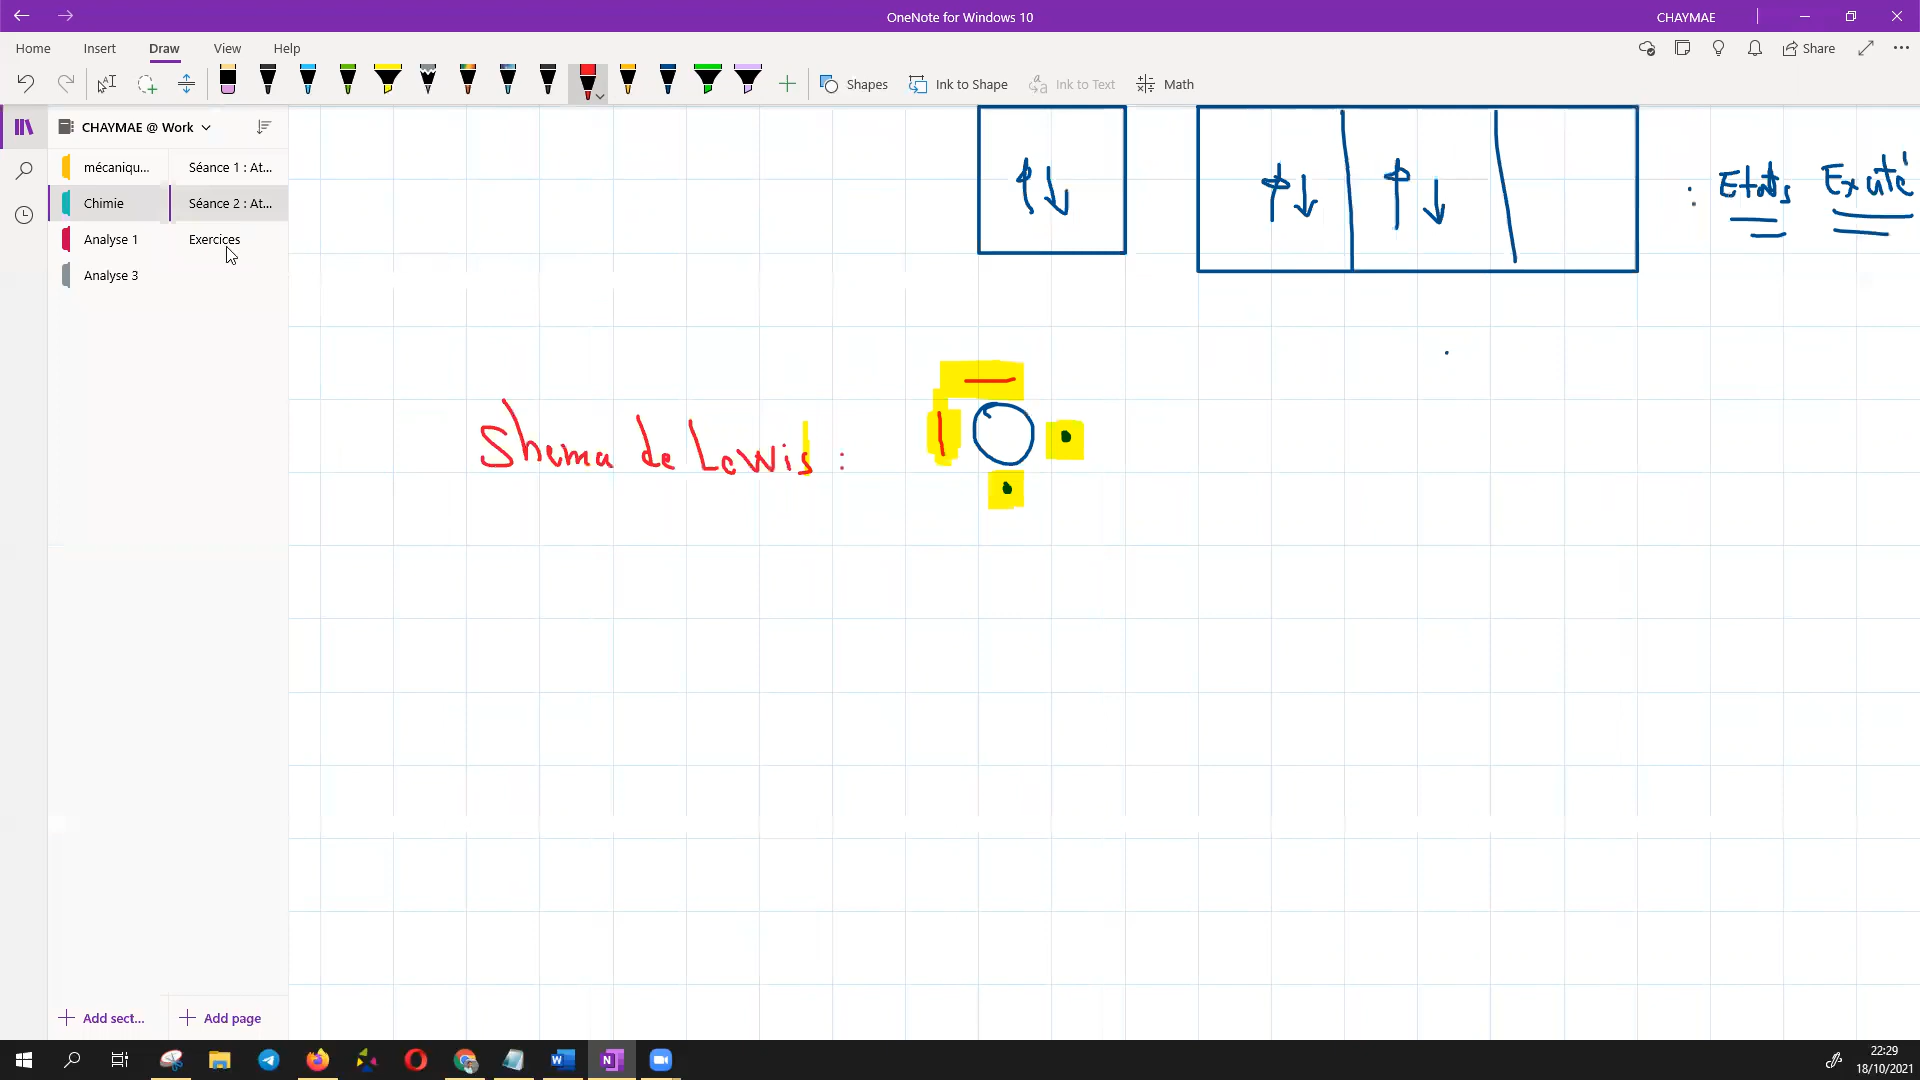 OneNote for Windows 10
CHAYMAE
Home Insert Draw View Help
Share
Shapes Ink to Shape Ink to Text Math
CHAYMAE @ Work
mécaniqu... Séance 1 : At...
Chimie Séance 2 : At...
Analyse 1 Exercices
Analyse 3
: Etats Exité
Shema de Lewis :
Add sect... Add page
22:29
18/10/2021